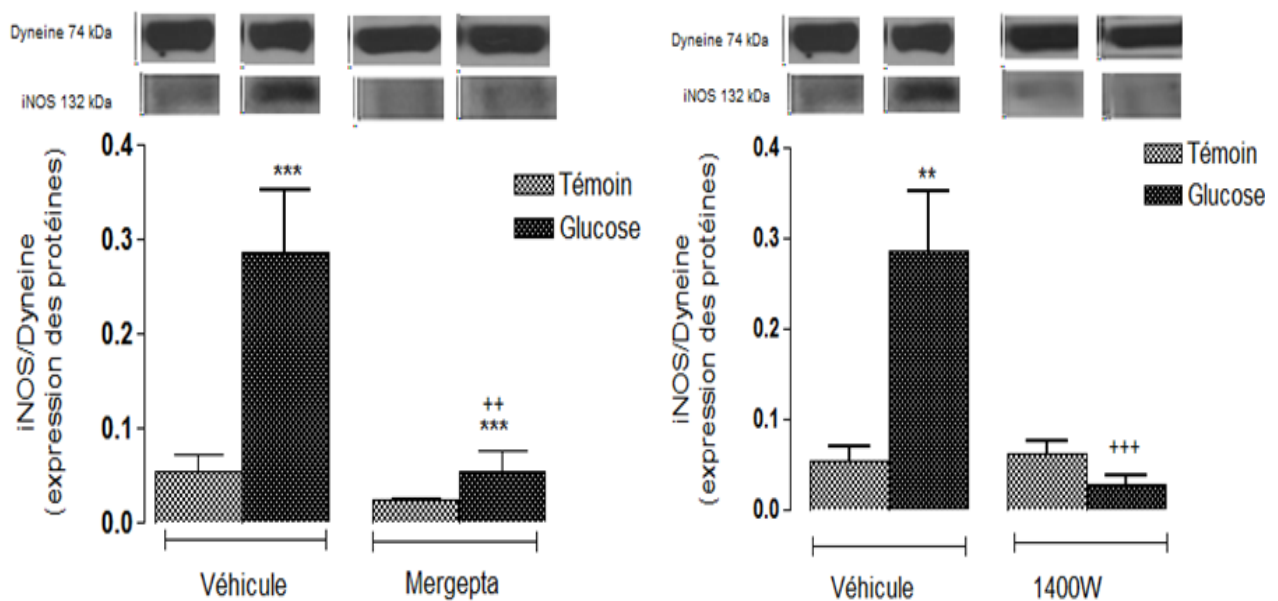 Dyneine 74 kDa
iNOS 132 kDa
iNOS/Dyneine
(expression des protéines)
0.4
0.3
0.2
0.1
0.0
***
++
***
Témoin
Glucose
Véhicule
Mergepta
Dyneine 74 kDa
iNOS 132 kDa
iNOS/Dyneine
(expression des protéines)
0.4
0.3
0.2
0.1
0.0
**
+++
Témoin
Glucose
Véhicule
1400W